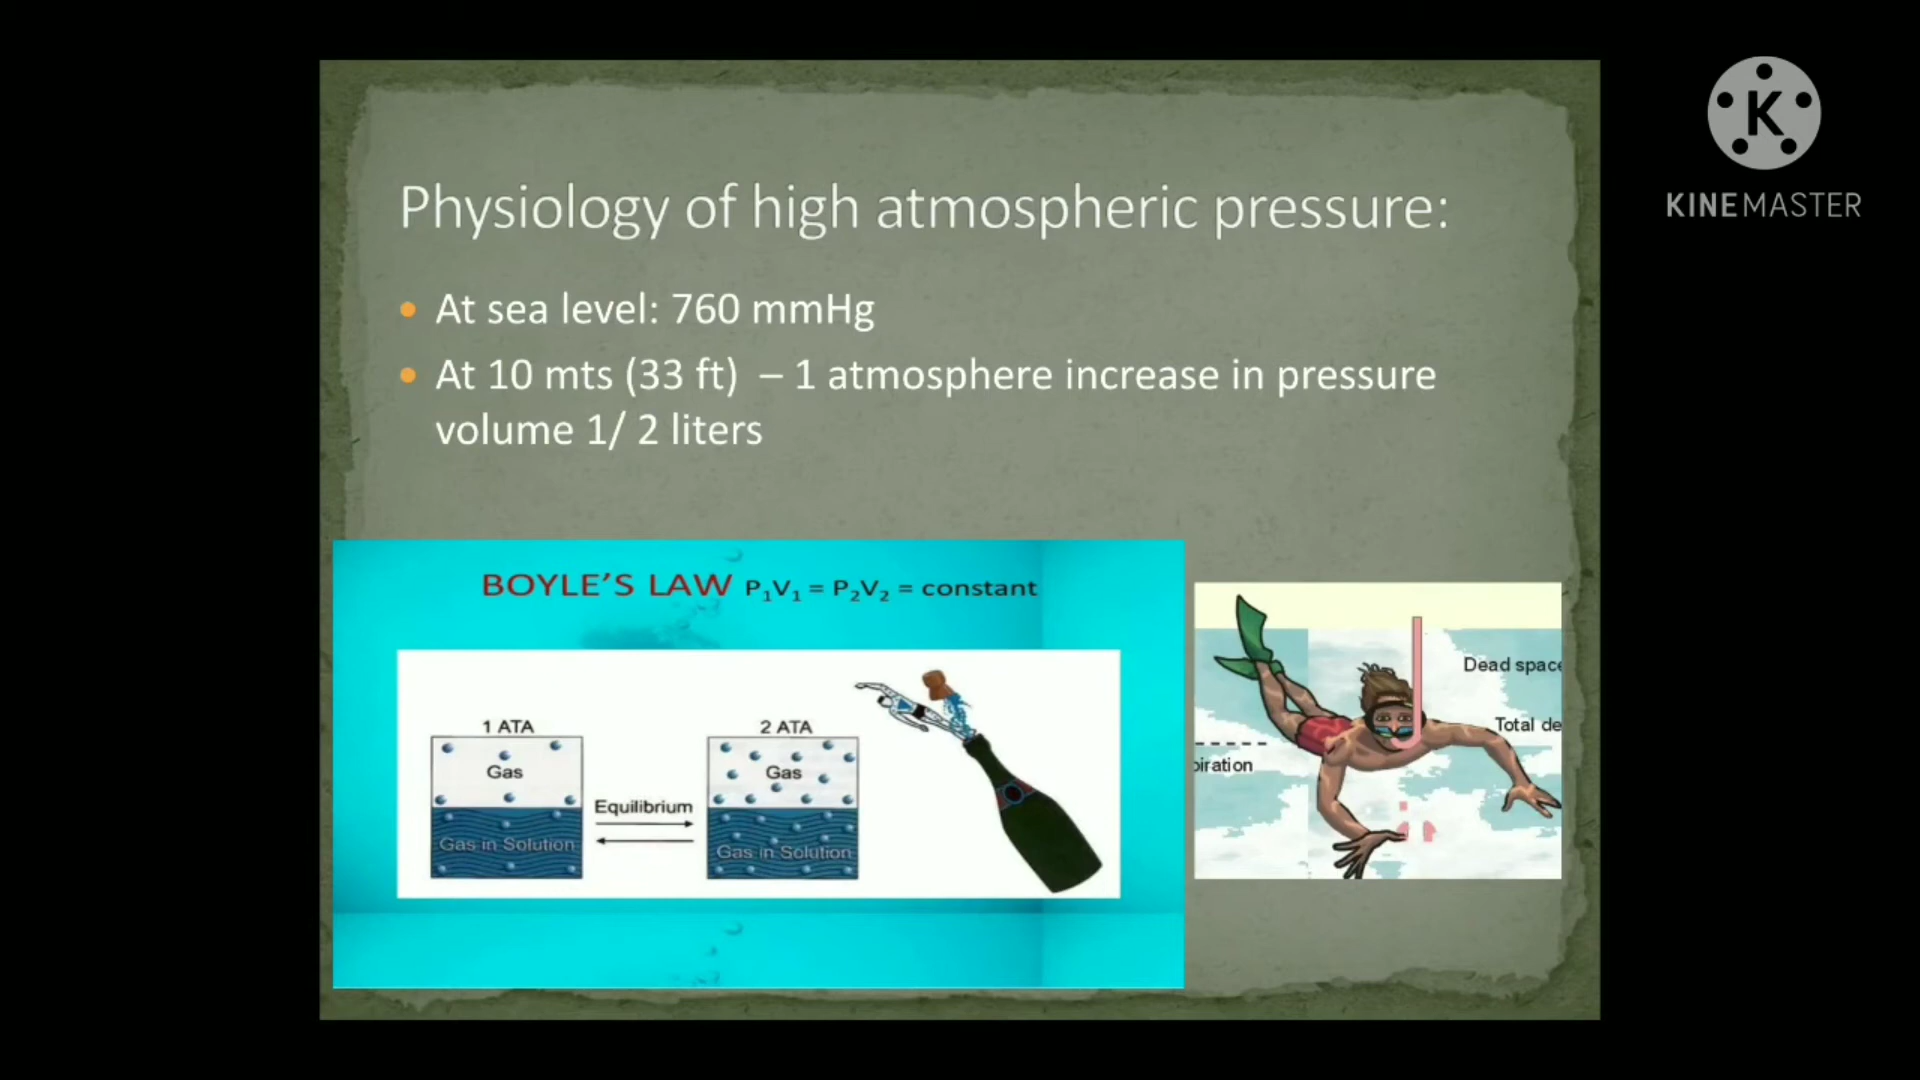 KINEMASTER
Physiology of high atmospheric pressure:
• At sea level: 760 mmHg
• At 10 mts (33 ft) – 1 atmosphere increase in pressure
volume 1/ 2 liters
BOYLE'S LAW P₁V₁ = P₂V₂ = constant
1 ATA
Gas
Gas in Solution
Equilibrium
2 ATA
Gas
Gas in Solution
Dead space
Total de
piration